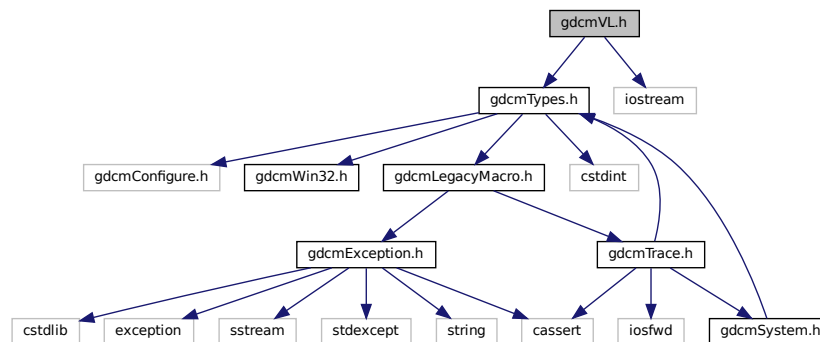 gdcmVL.h
gdcmTypes.h
iostream
gdcmConfigure.h
gdcmWin32.h
gdcmLegacyMacro.h
cstdint
gdcmException.h
gdcmTrace.h
cstdlib
exception
sstream
stdexcept
string
cassert
iosfwd
gdcmSystem.h